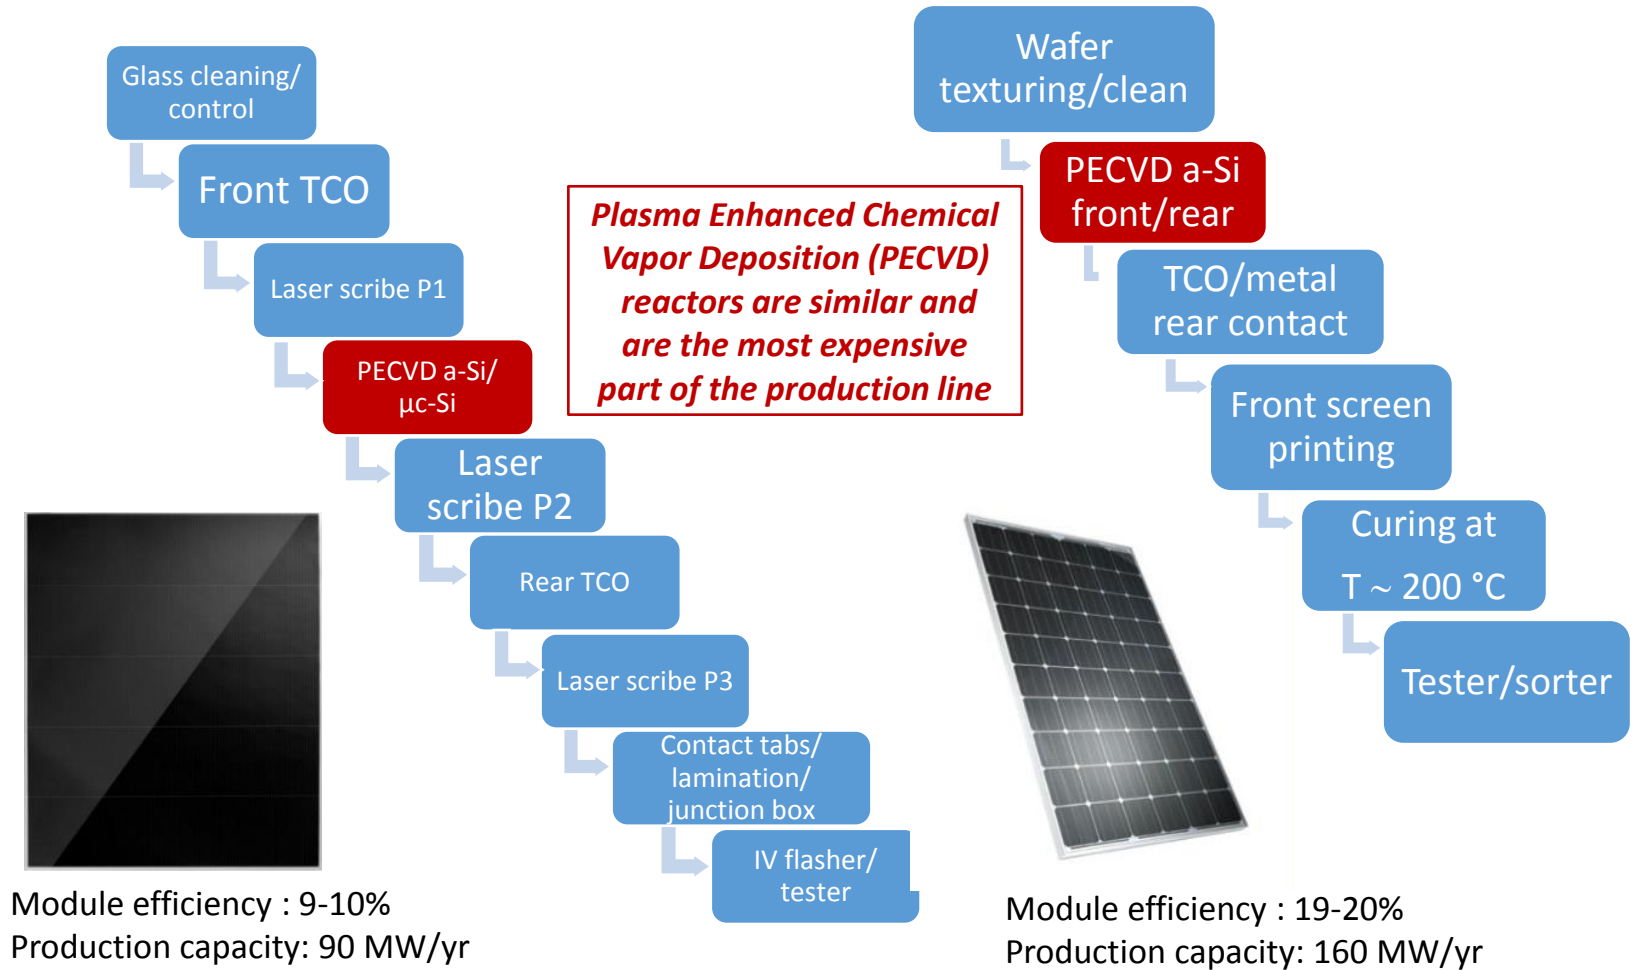 Glass cleaning/
control
Front TCO
Laser scribe P1
PECVD a-Si/
µc-Si
Laser
scribe P2
Rear TCO
Laser scribe P3
Contact tabs/
lamination/
junction box
IV flasher/
tester
Module efficiency : 9-10%
Production capacity: 90 MW/yr
Plasma Enhanced Chemical
Vapor Deposition (PECVD)
reactors are similar and
are the most expensive
part of the production line
Wafer
texturing/clean
PECVD a-Si
front/rear
TCO/metal
rear contact
Front screen
printing
Curing at
T ~ 200 °C
Tester/sorter
Module efficiency : 19-20%
Production capacity: 160 MW/yr